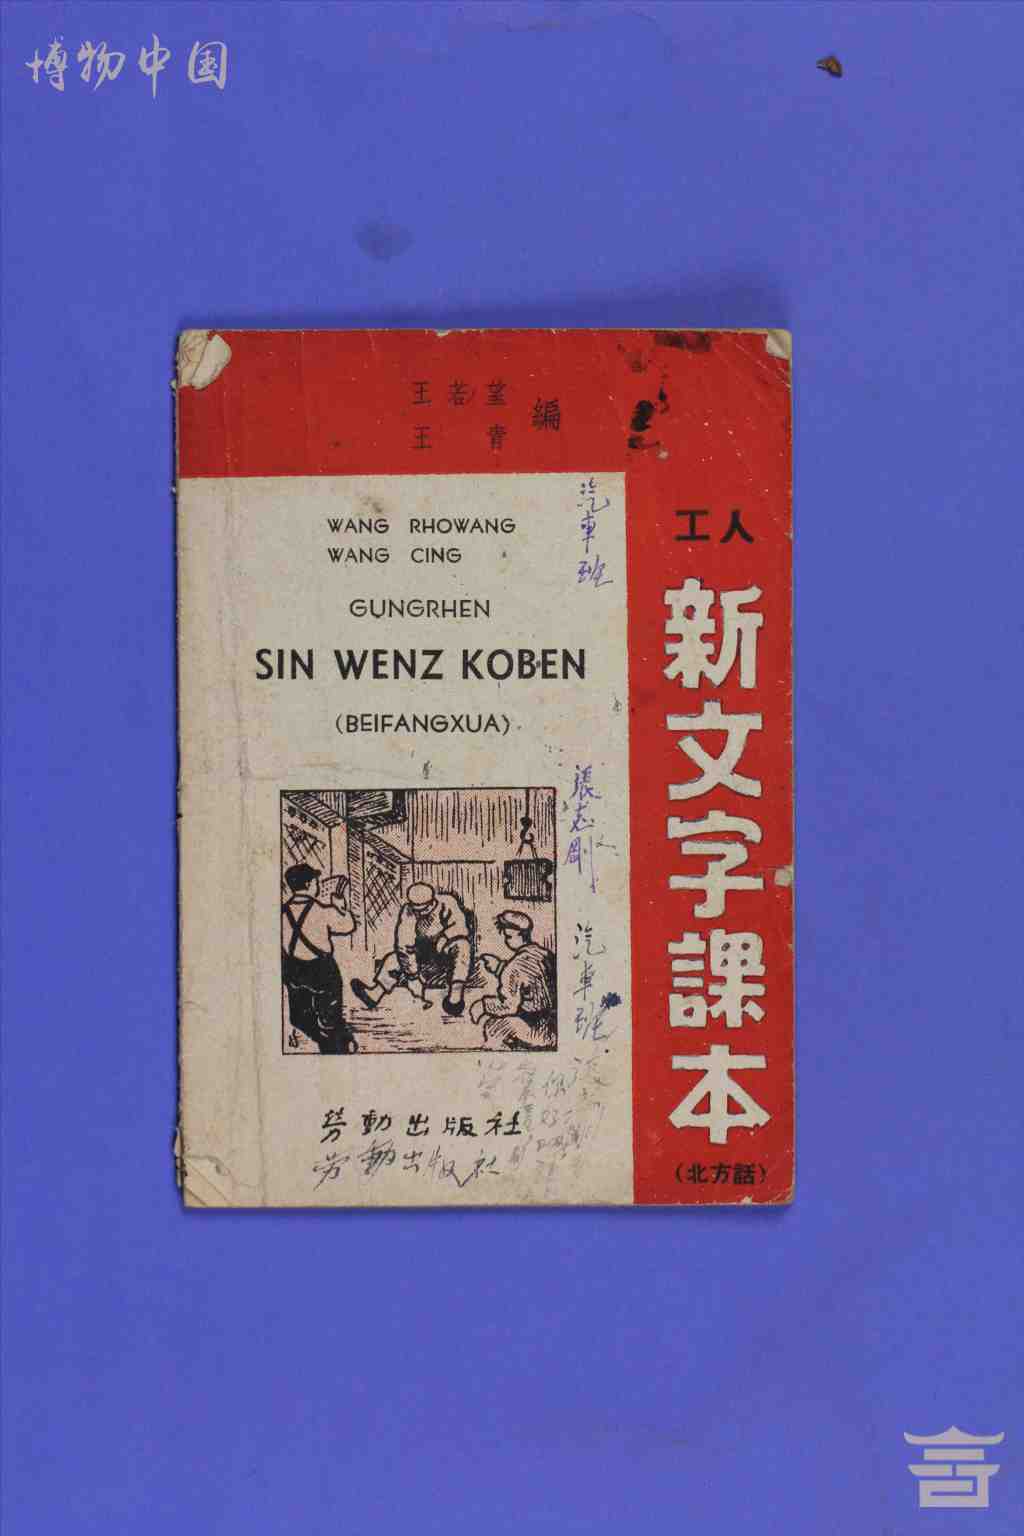 博物中国
王若望
王 青
編
WANG RHOWANG
WANG CING
GUNGRHEN
SIN WENZ KOBEN
(BEIFANGXUA)
工人
新文字課本
(北方話)
汽車班
張志剛
汽車班
劳動出版社
劳動出版社